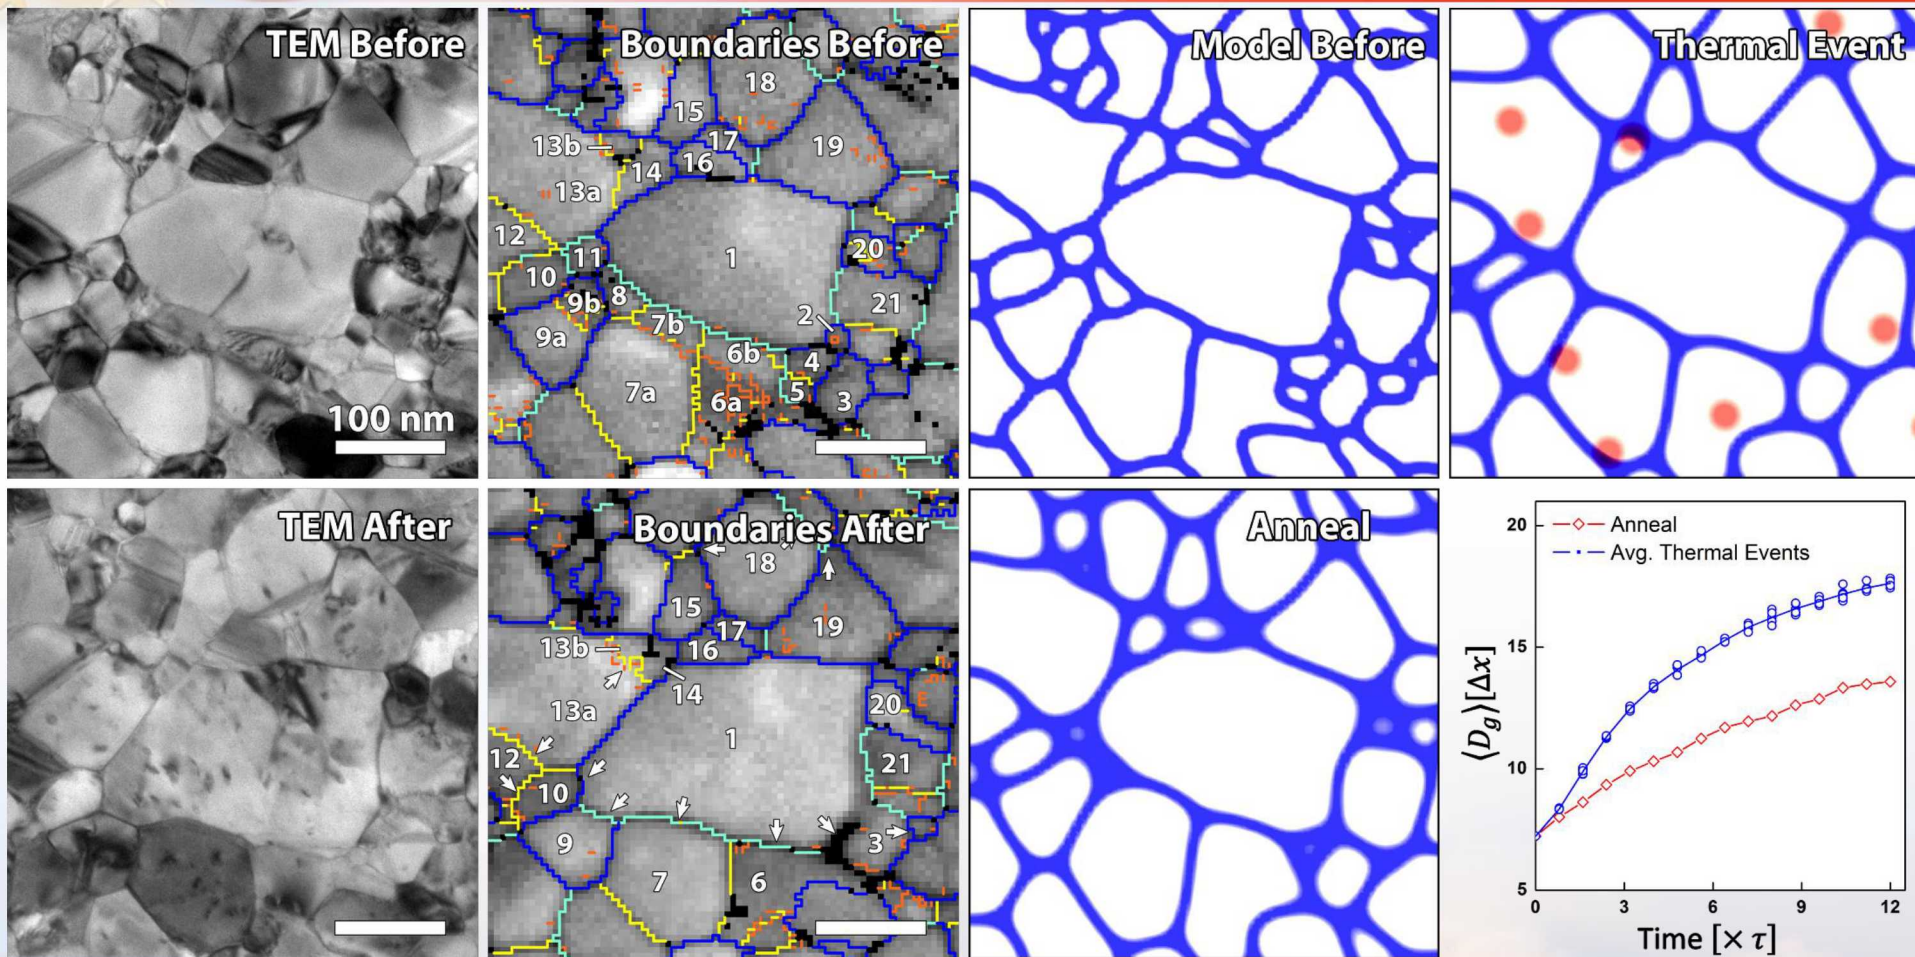 TEM Before
100 nm
Boundaries Before
18
15
13b
17
16
14
19
13a
12
11
10
1
20
8
9b
21
2
7b
9a
6b
4
5
7a
6a
3
Model Before
Thermal Event
TEM After
Boundaries After
18
15
17
19
13b
16
14
13a
20
1
12
21
10
9
3
7
6
Anneal
Anneal
Avg. Thermal Events
20
15
10
5
⟨D_g⟩[Δx]
0 3 6 9 12
Time [× τ]